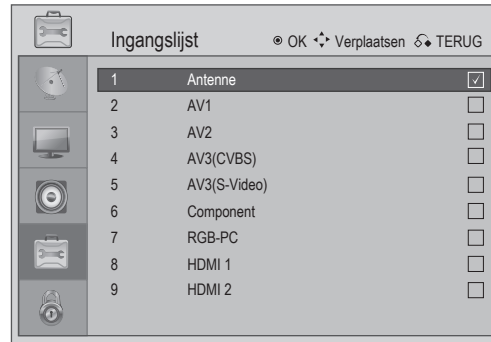 Ingangslijst OK Verplaatsen TERUG
1 Antenne
2 AV1
3 AV2
4 AV3(CVBS)
5 AV3(S-Video)
6 Component
7 RGB-PC
8 HDMI 1
9 HDMI 2